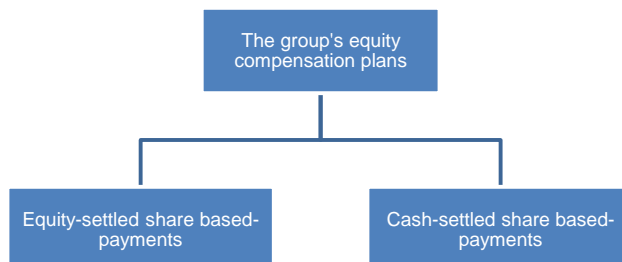 The group's equity
compensation plans
Equity-settled share based-
payments
Cash-settled share based-
payments